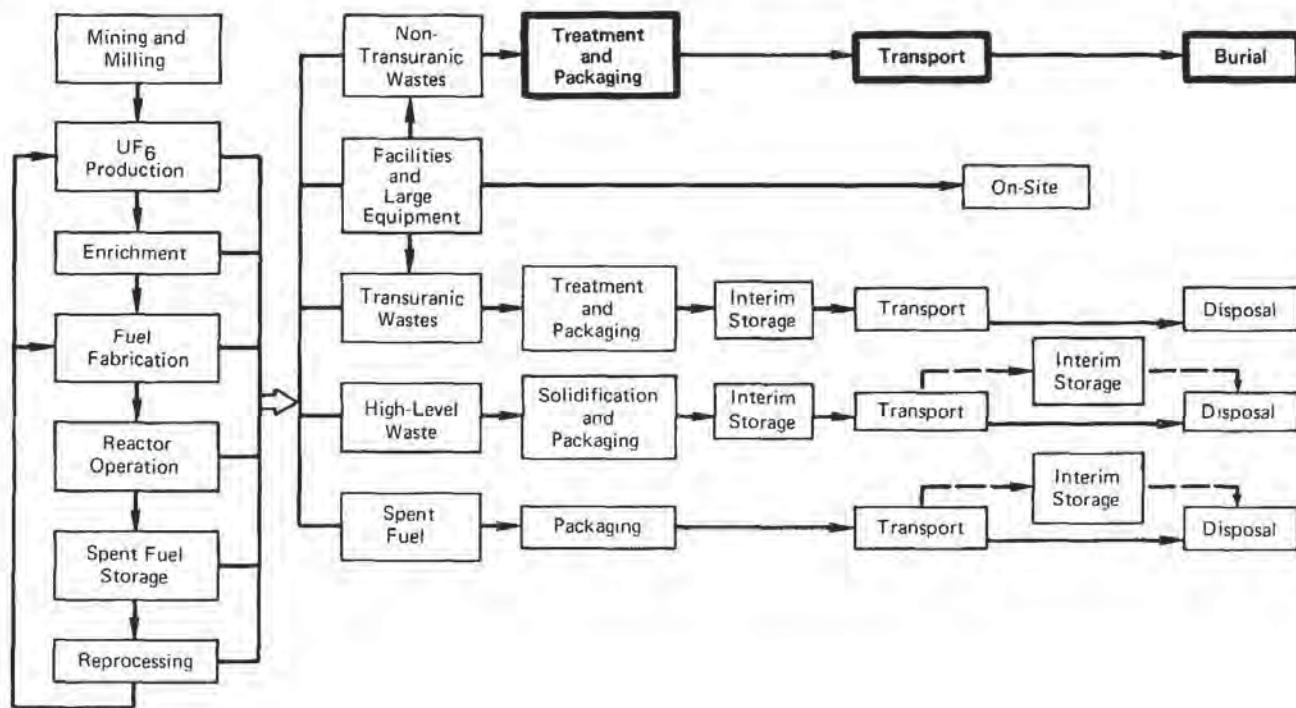 Mining and
Milling
UF6
Production
Enrichment
Fuel
Fabrication
Reactor
Operation
Spent Fuel
Storage
Reprocessing
Non-
Transuranic
Wastes
Treatment
and
Packaging
Transport
Burial
Facilities
and
Large
Equipment
On-Site
Transuranic
Wastes
Treatment
and
Packaging
Interim
Storage
Transport
Disposal
High-Level
Waste
Solidification
and
Packaging
Interim
Storage
Transport
Interim
Storage
Disposal
Spent
Fuel
Packaging
Transport
Interim
Storage
Disposal